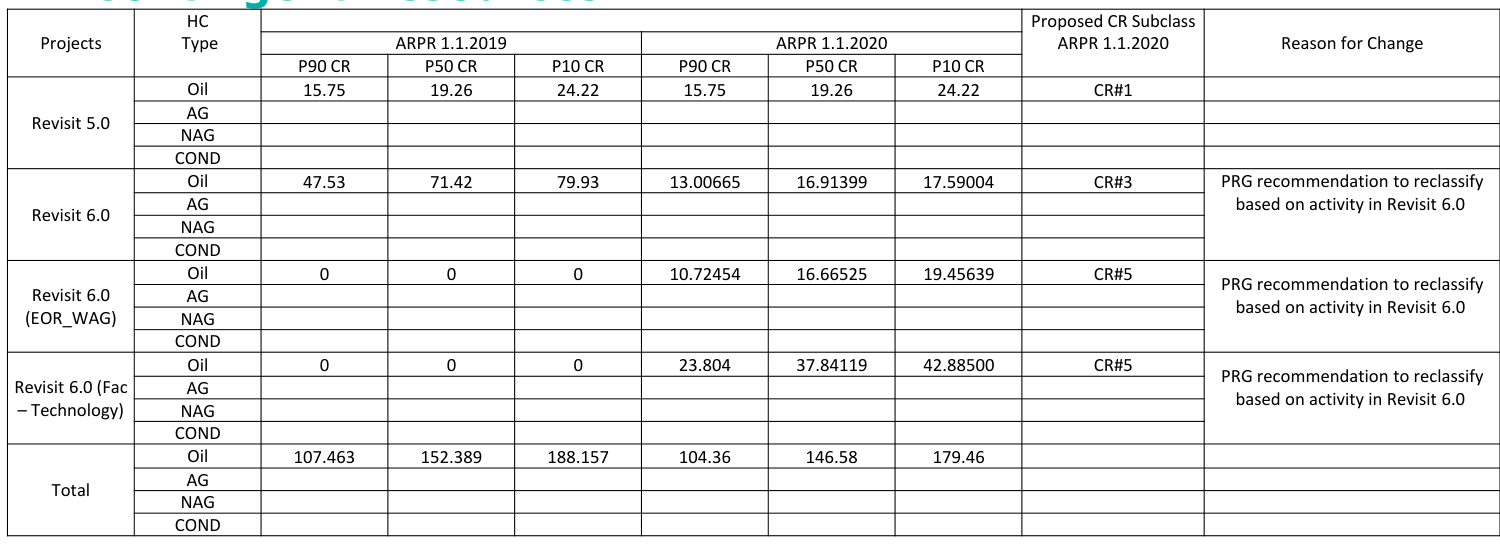 Projects HC Type Proposed CR Subclass ARPR 1.1.2020 Reason for Change
ARPR 1.1.2019 ARPR 1.1.2020
P90 CR P50 CR P10 CR P90 CR P50 CR P10 CR
Revisit 5.0 Oil 15.75 19.26 24.22 15.75 19.26 24.22 CR#1
AG
NAG
COND
Revisit 6.0 Oil 47.53 71.42 79.93 13.00665 16.91399 17.59004 CR#3 PRG recommendation to reclassify based on activity in Revisit 6.0
AG
NAG
COND
Revisit 6.0 (EOR_WAG) Oil 0 0 0 10.72454 16.66525 19.45639 CR#5 PRG recommendation to reclassify based on activity in Revisit 6.0
AG
NAG
COND
Revisit 6.0 (Fac – Technology) Oil 0 0 0 23.804 37.84119 42.88500 CR#5 PRG recommendation to reclassify based on activity in Revisit 6.0
AG
NAG
COND
Total Oil 107.463 152.389 188.157 104.36 146.58 179.46
AG
NAG
COND